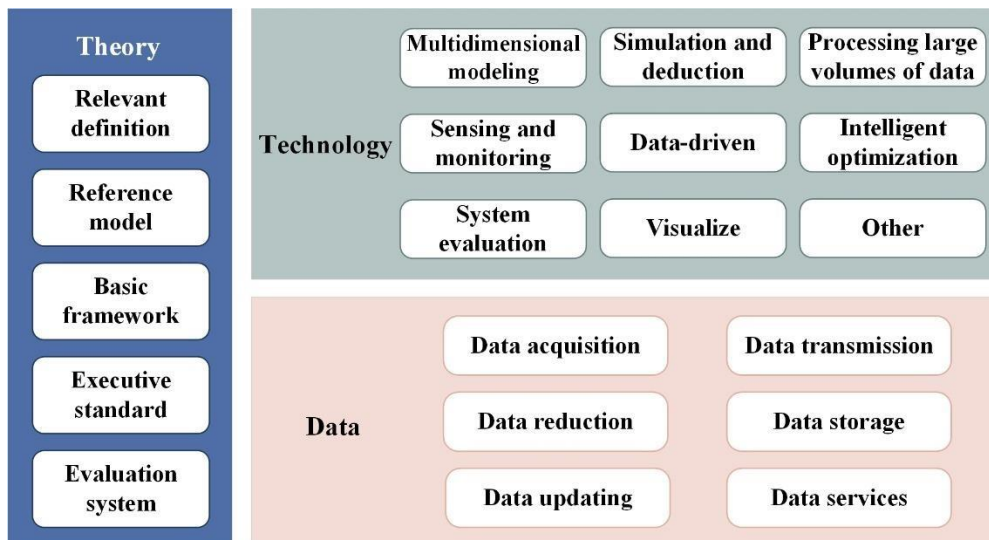 Theory
Relevant
definition
Reference
model
Basic
framework
Executive
standard
Evaluation
system
Technology
Multidimensional
modeling
Simulation and
deduction
Processing large
volumes of data
Sensing and
monitoring
Data-driven
Intelligent
optimization
System
evaluation
Visualize
Other
Data
Data acquisition
Data transmission
Data reduction
Data storage
Data updating
Data services